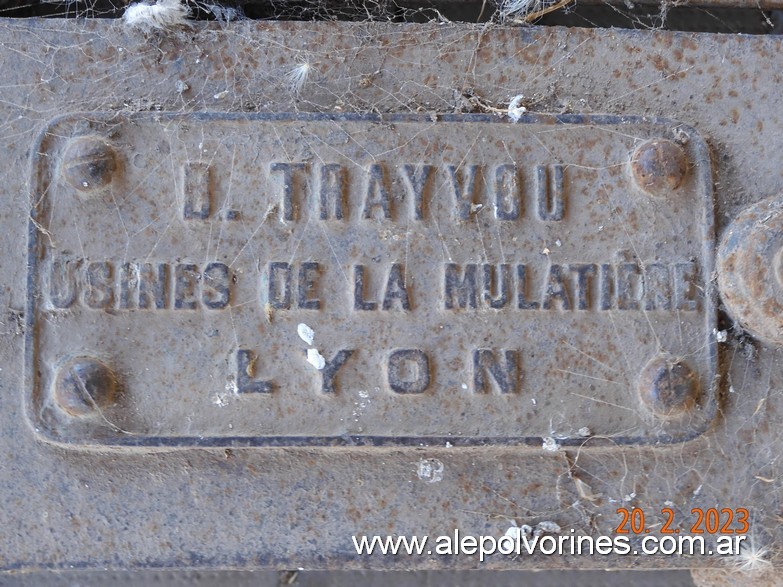 B. TRAYVOU
USINES DE LA MULATIÈRE
LYON
20. 2. 2023
www.alepolvorines.com.ar